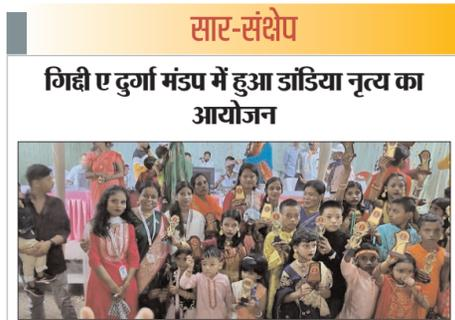 सार-संक्षेप
गिद्दी ए दुर्गा मंडप में हुआ डांडिया नृत्य का
आयोजन